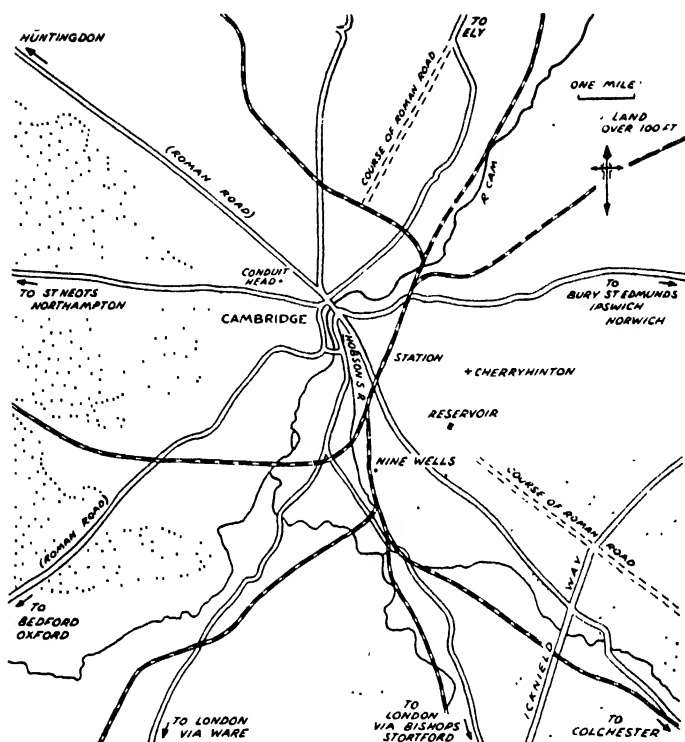 HUNTINGDON
TO
ELY
COURSE OF ROMAN ROAD
ONE MILE
LAND
OVER 100 FT
(ROMAN ROAD)
R CAM
CONDUIT
HEAD
TO ST NEOTS
NORTHAMPTON
TO
BURY ST EDMUNDS
IPSWICH
NORWICH
CAMBRIDGE
HOBSON S R
STATION
CHERRYHINTON
RESERVOIR
NINE WELLS
COURSE OF ROMAN ROAD
(ROMAN ROAD)
TO
BEDFORD
OXFORD
ICKNIELD WAY
TO LONDON
VIA WARE
TO
LONDON
VIA BISHOPS
STORTFORD
TO
COLCHESTER